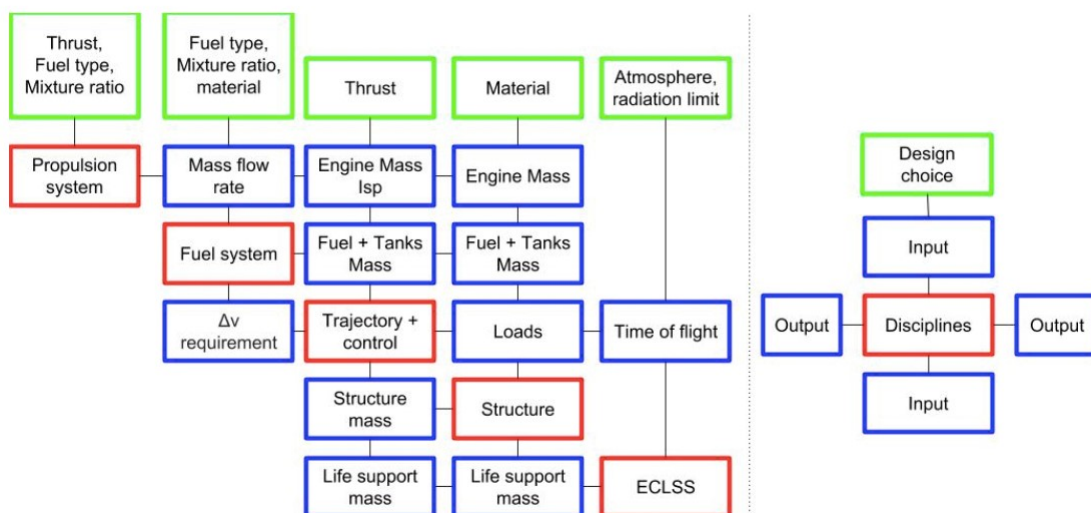 Thrust,
Fuel type,
Mixture ratio
Fuel type,
Mixture ratio,
material
Thrust
Material
Atmosphere,
radiation limit
Propulsion
system
Mass flow
rate
Engine Mass
Isp
Engine Mass
Fuel system
Fuel + Tanks
Mass
Fuel + Tanks
Mass
Δv
requirement
Trajectory +
control
Loads
Time of flight
Structure
mass
Structure
Life support
mass
Life support
mass
ECLSS
Design
choice
Input
Output
Disciplines
Output
Input